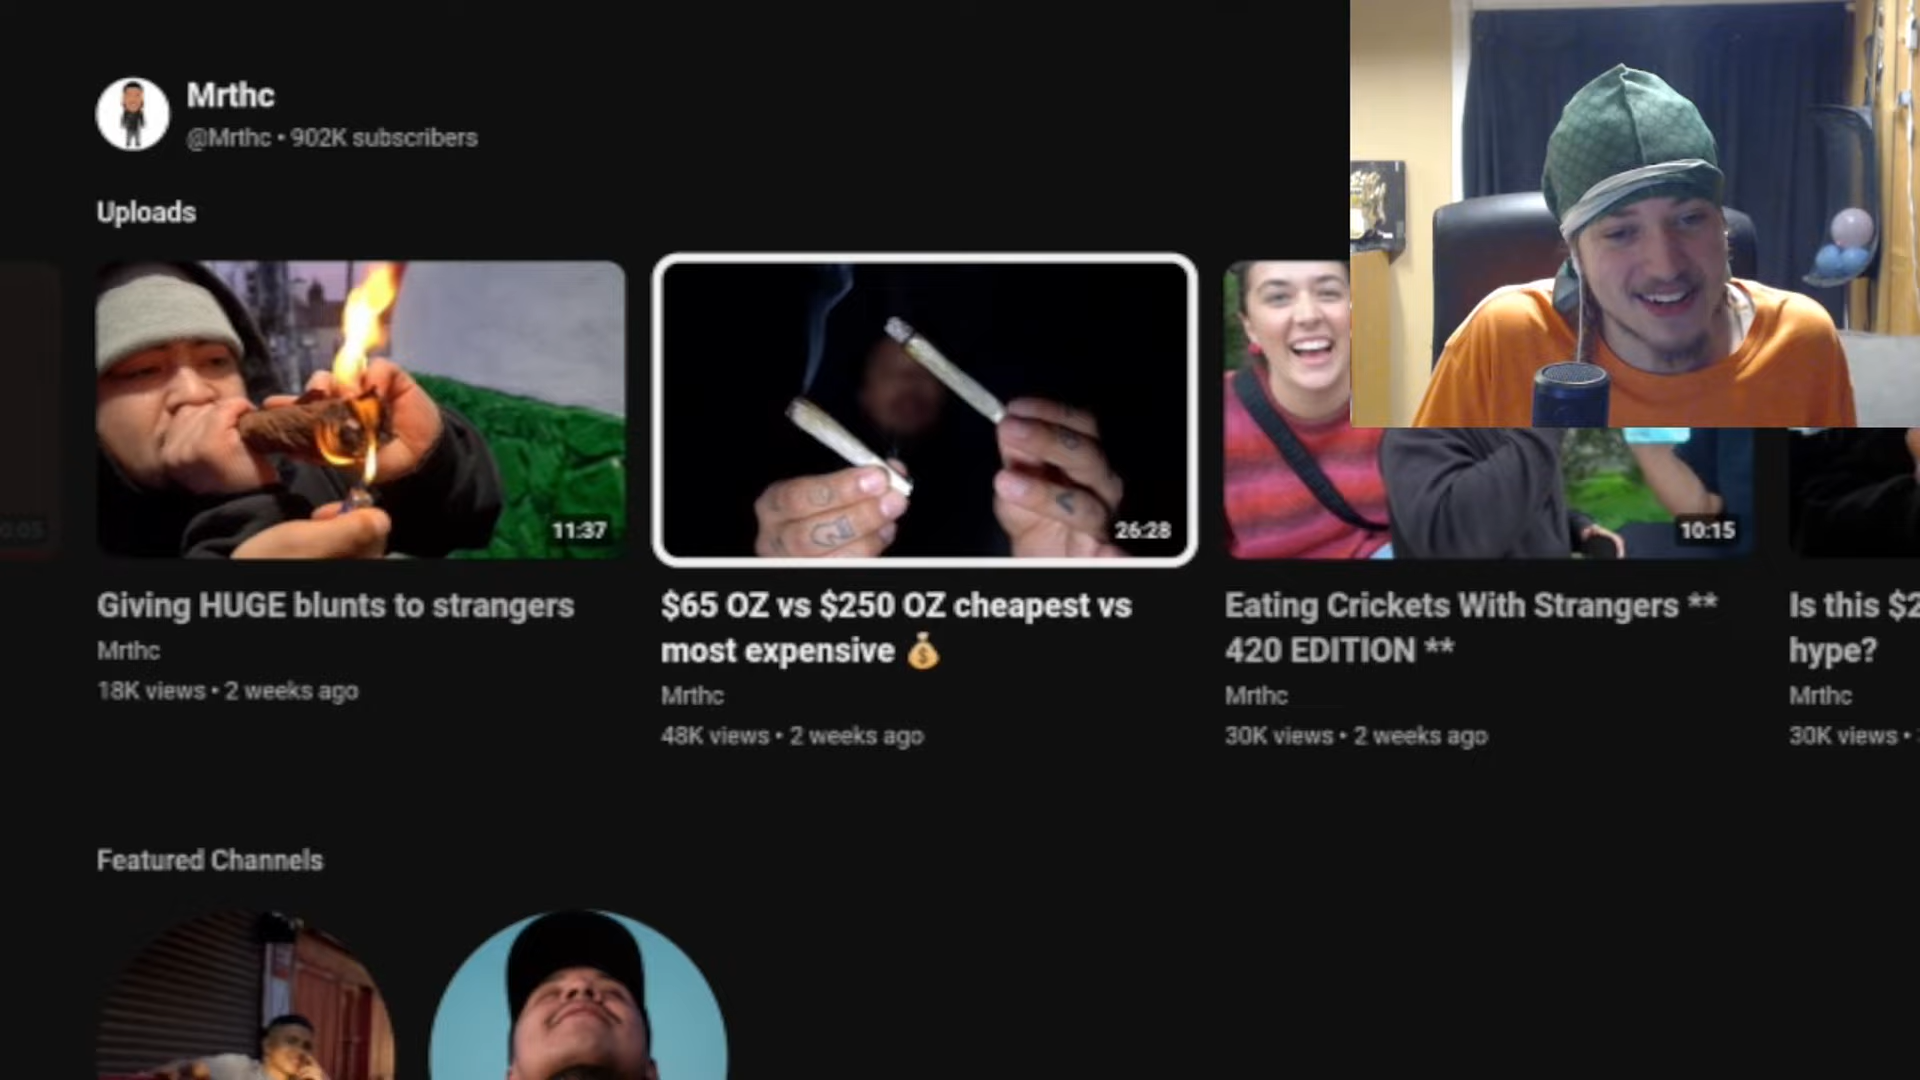 Mrthc
@Mrthc • 902K subscribers
Uploads
11:37
26:28
10:15
Giving HUGE blunts to strangers
Mrthc
18K views • 2 weeks ago
$65 OZ vs $250 OZ cheapest vs
most expensive 💰
Mrthc
48K views • 2 weeks ago
Eating Crickets With Strangers **
420 EDITION **
Mrthc
30K views • 2 weeks ago
Is this $2
hype?
Mrthc
30K views •
Featured Channels